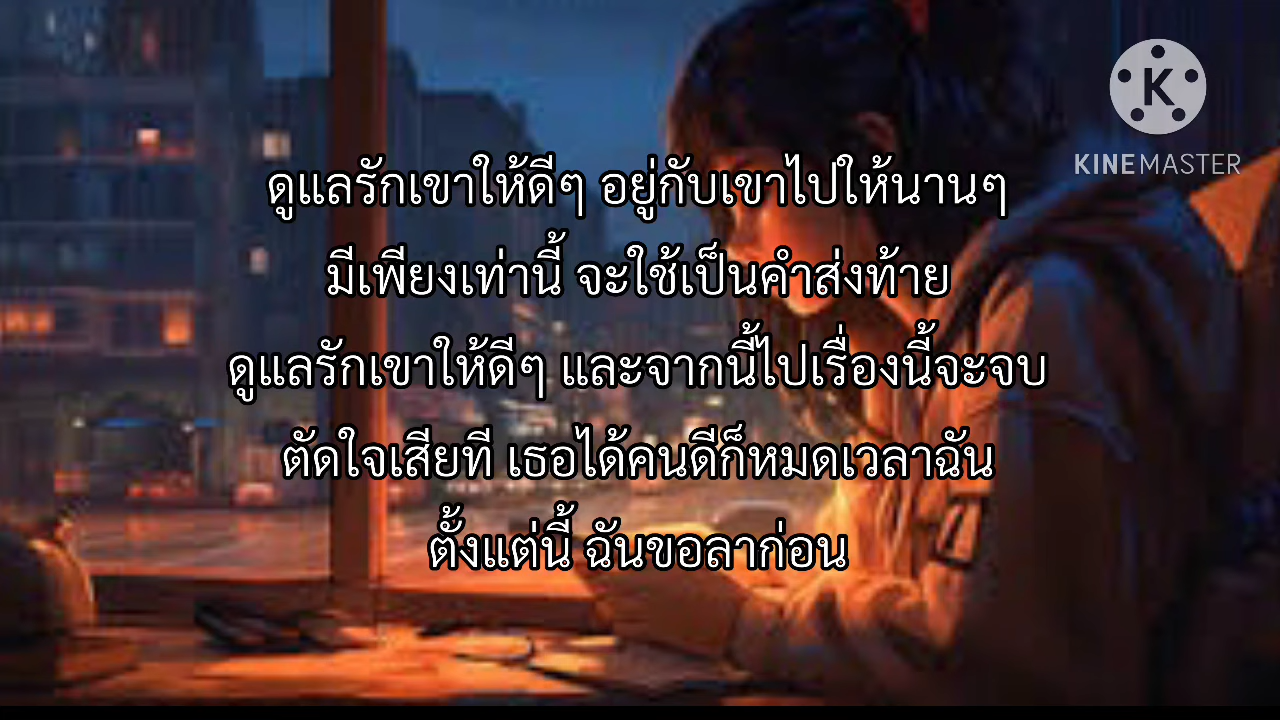 KINEMASTER
ดูแลรักเขาให้ดีๆ อยู่กับเขาไปให้นานๆ
มีเพียงเท่านี้ จะใช้เป็นคำส่งท้าย
ดูแลรักเขาให้ดีๆ และจากนี้ไปเรื่องนี้จะจบ
ตัดใจเสียที เธอได้คนดีก็หมดเวลาฉัน
ตั้งแต่นี้ ฉันขอลาก่อน